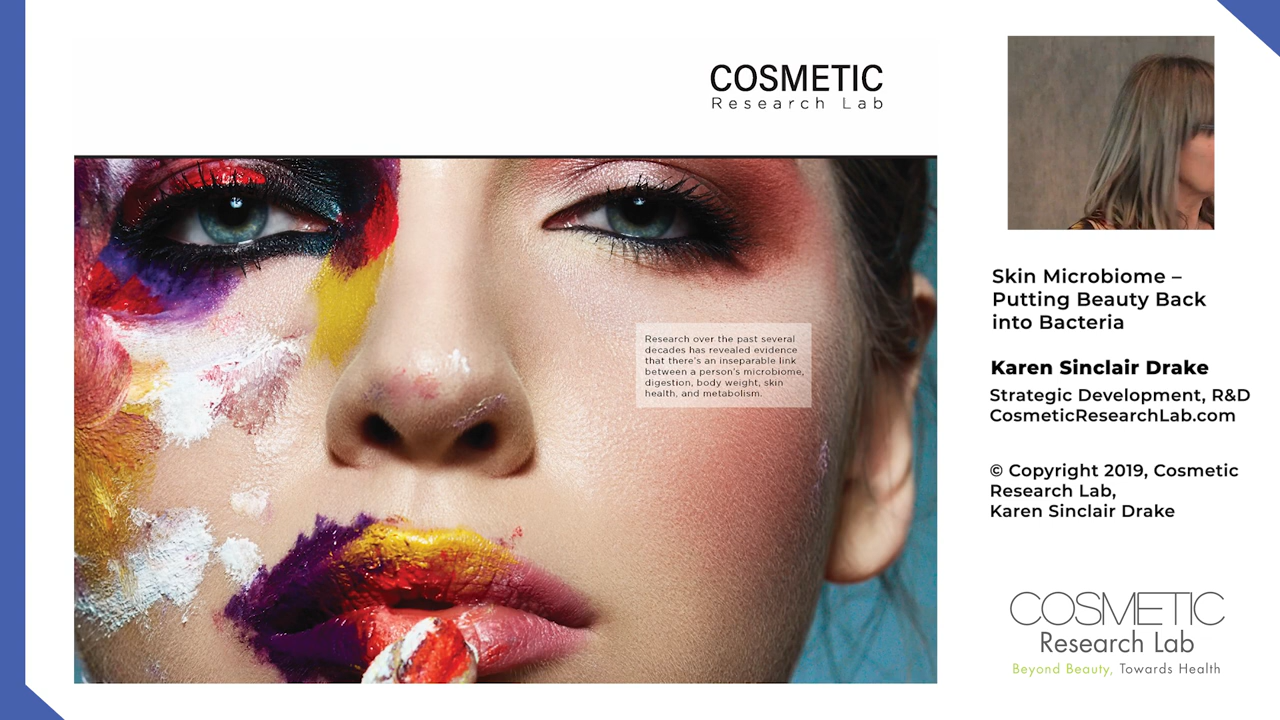 COSMETIC
Research Lab
Research over the past several
decades has revealed evidence
that there's an inseparable link
between a person's microbiome,
digestion, body weight, skin
health, and metabolism.
Skin Microbiome –
Putting Beauty Back
into Bacteria
Karen Sinclair Drake
Strategic Development, R&D
CosmeticResearchLab.com
© Copyright 2019, Cosmetic
Research Lab,
Karen Sinclair Drake
COSMETIC
Research Lab
Beyond Beauty, Towards Health